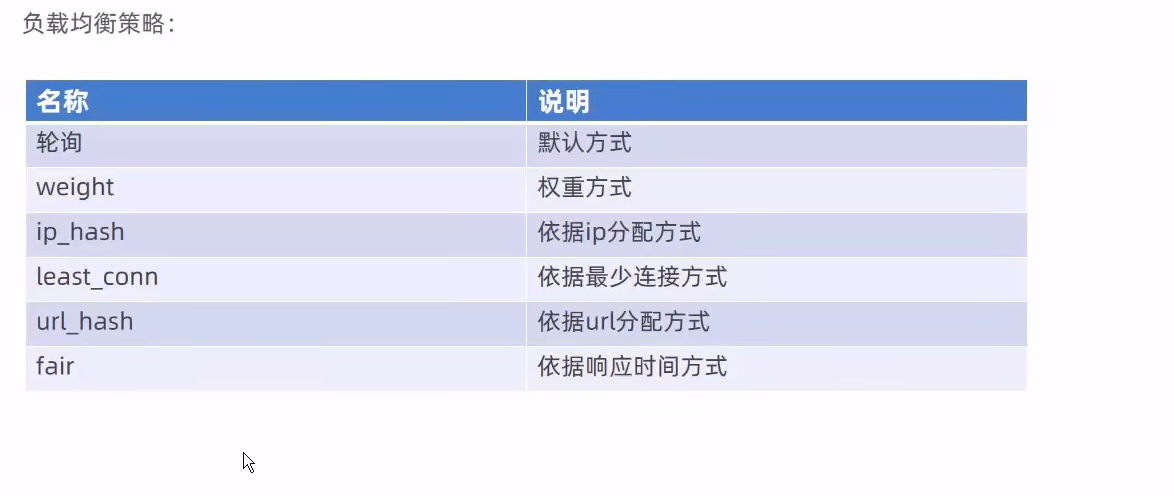 负载均衡策略：
名称 说明
轮询 默认方式
weight 权重方式
ip_hash 依据ip分配方式
least_conn 依据最少连接方式
url_hash 依据url分配方式
fair 依据响应时间方式